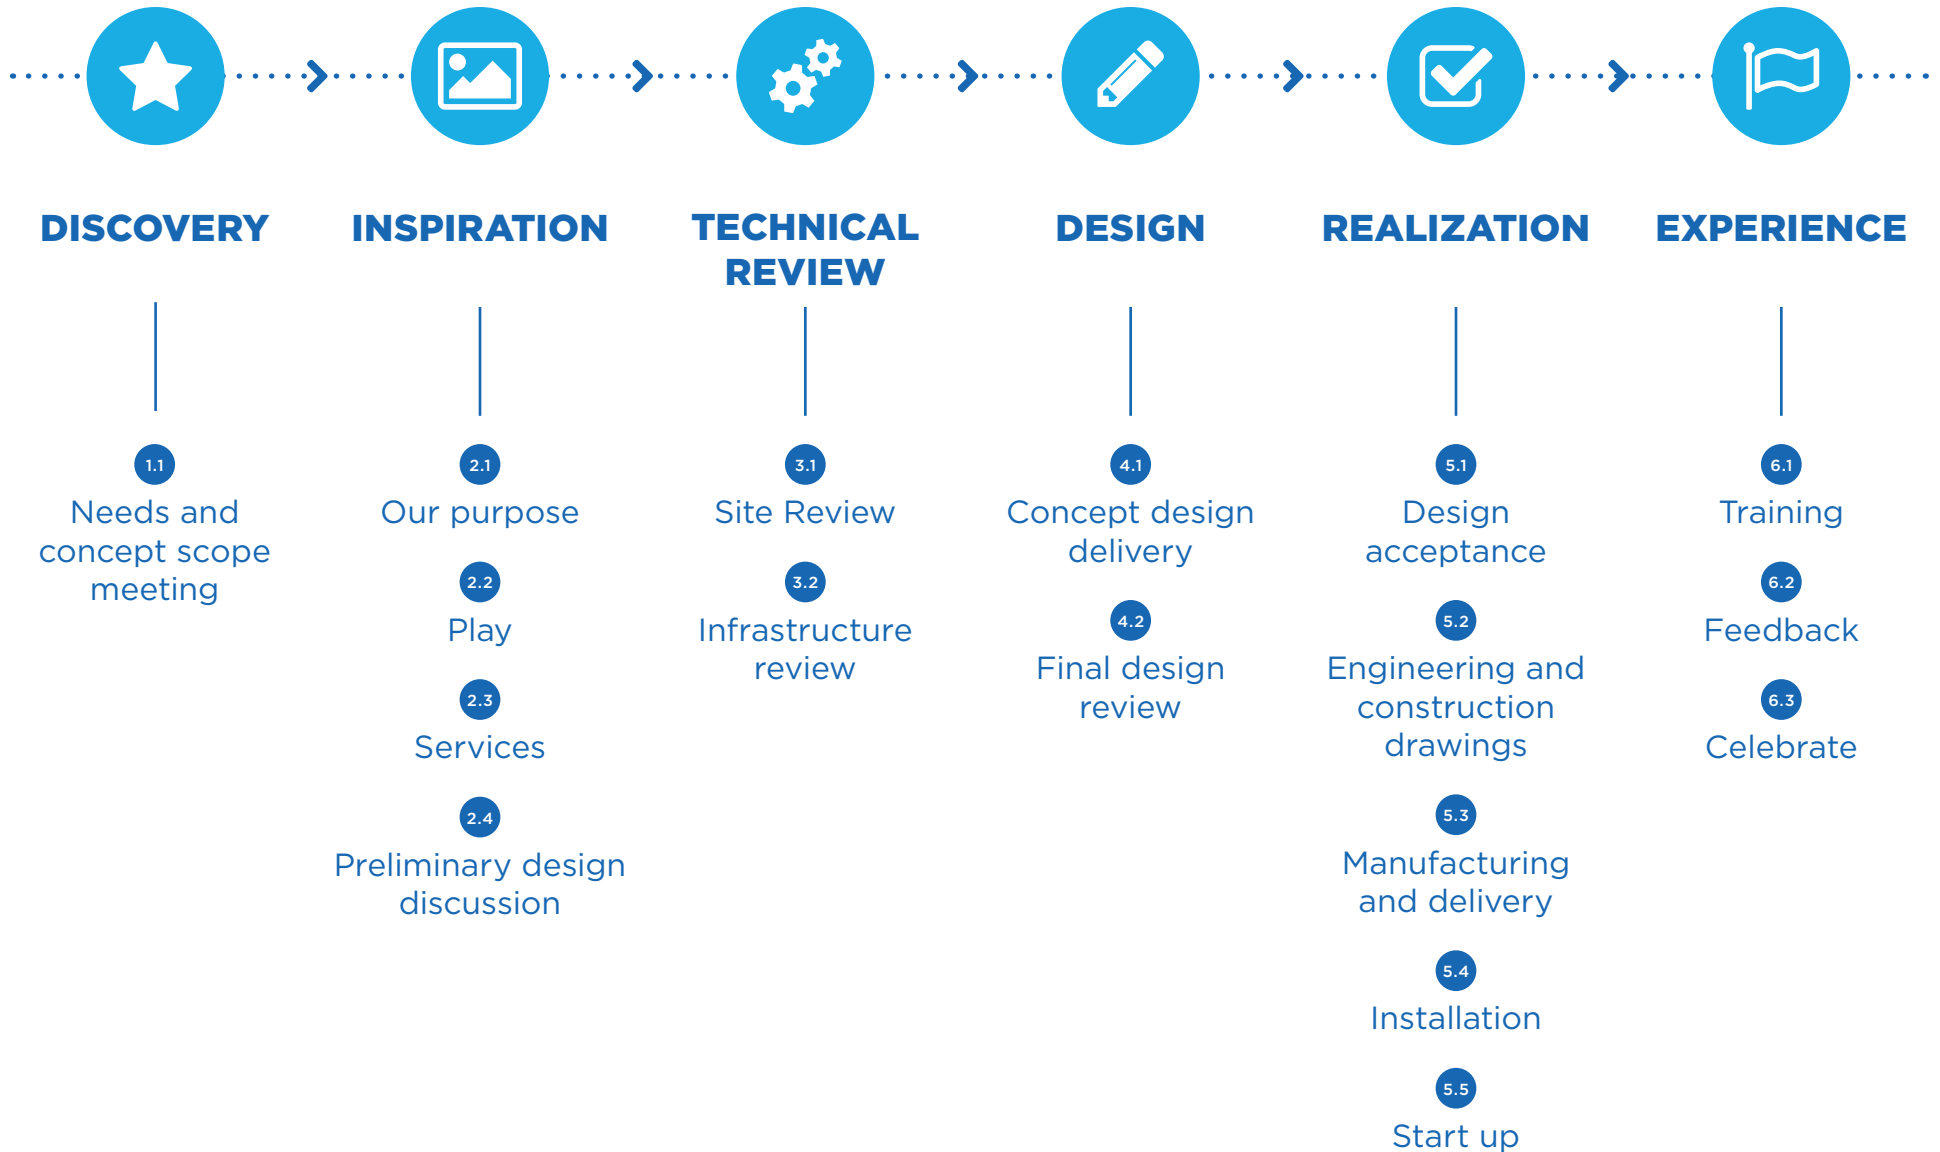 DISCOVERY
1.1
Needs and
concept scope
meeting
INSPIRATION
2.1
Our purpose
2.2
Play
2.3
Services
2.4
Preliminary design
discussion
TECHNICAL
REVIEW
3.1
Site Review
3.2
Infrastructure
review
DESIGN
4.1
Concept design
delivery
4.2
Final design
review
REALIZATION
5.1
Design
acceptance
5.2
Engineering and
construction
drawings
5.3
Manufacturing
and delivery
5.4
Installation
5.5
Start up
EXPERIENCE
6.1
Training
6.2
Feedback
6.3
Celebrate